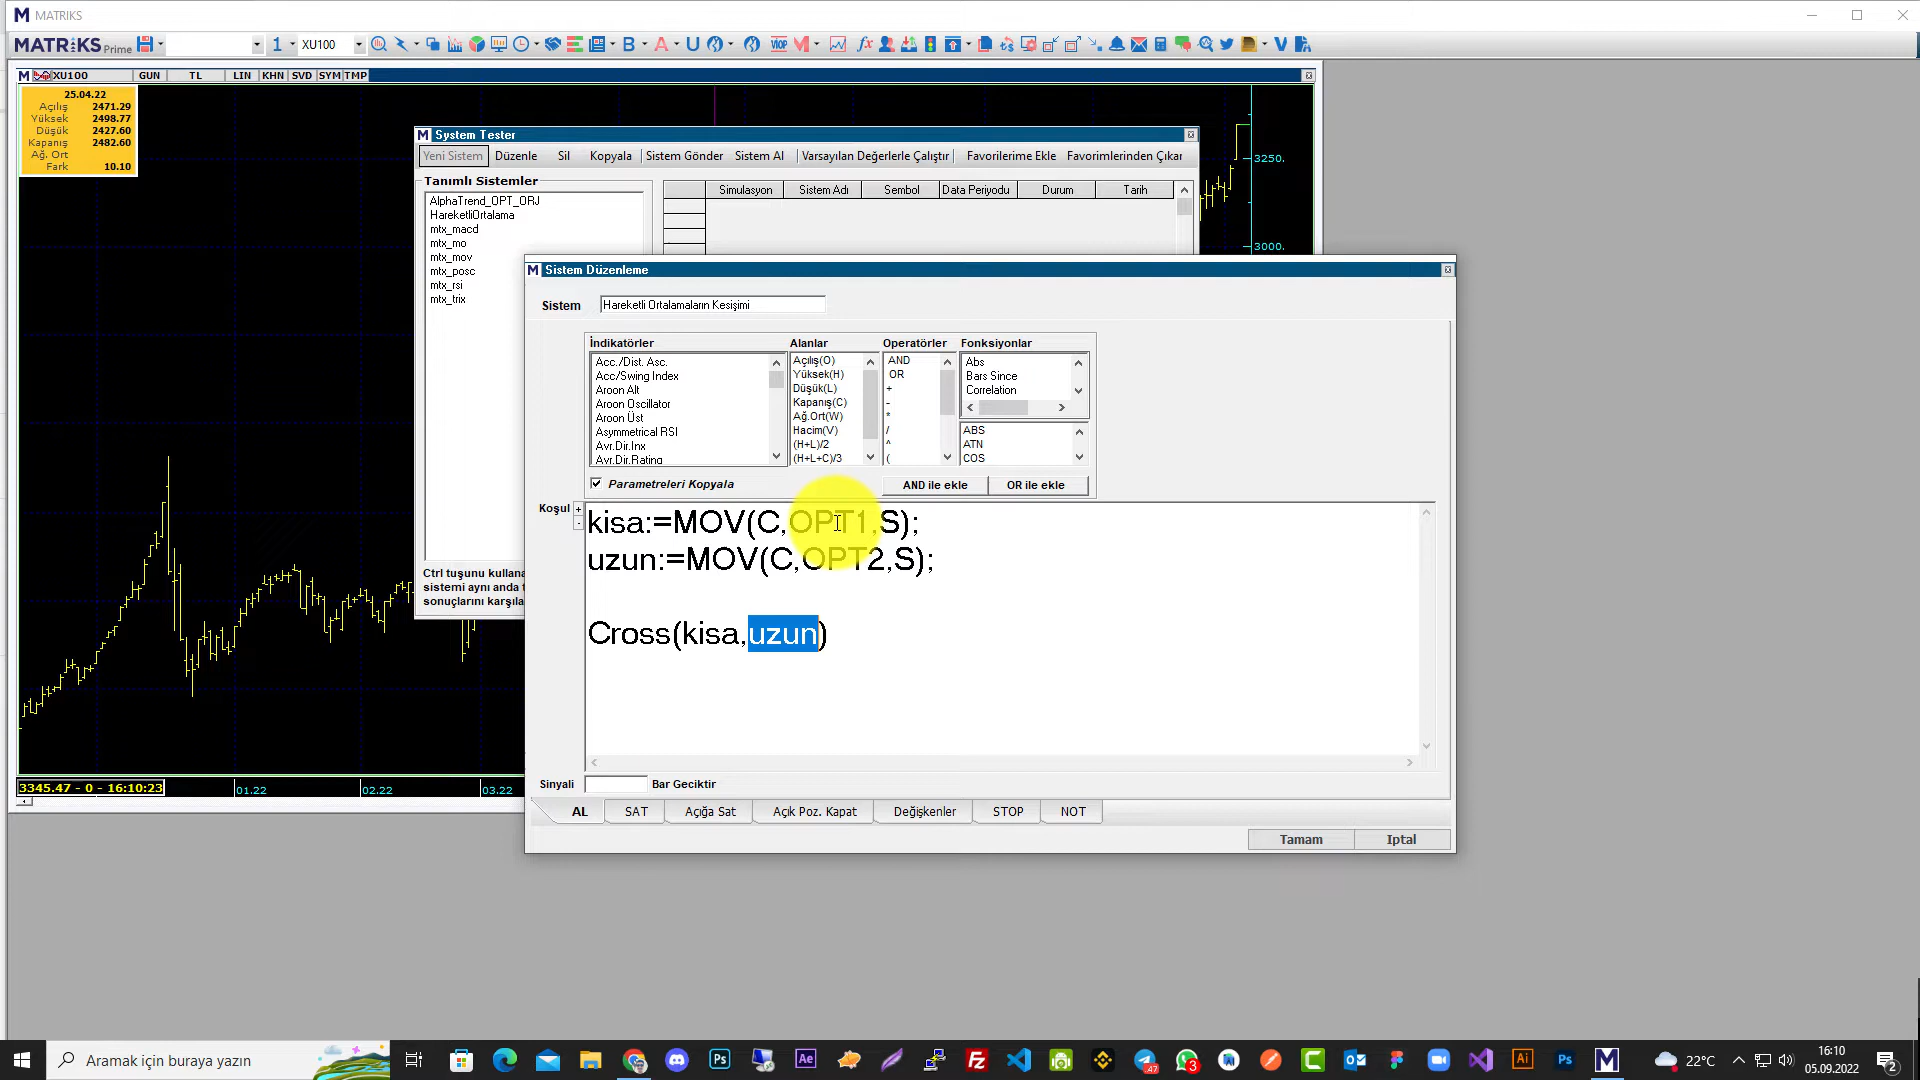 MATRIKS
MATRIKS Prime
1
XU100
XU100
GUN
TL
LIN
KHN
SVD
SYM
TMP
25.04.22
Açılış 2471.29
Yüksek 2498.77
Düşük 2427.60
Kapanış 2482.60
Ağ. Ort
Fark 10.10
3250.
3000.
System Tester
Yeni Sistem
Düzenle
Sil
Kopyala
Sistem Gönder
Sistem Al
Varsayılan Değerlerle Çalıştır
Favorilerime Ekle
Favorimlerinden Çıkar
Tanımlı Sistemler
AlphaTrend_OPT_ORJ
HareketliOrtalama
mtx_macd
mtx_mo
mtx_mov
mtx_posc
mtx_rsi
mtx_trix
Simulasyon
Sistem Adı
Sembol
Data Periyodu
Durum
Tarih
Ctrl tuşunu kullana
sistemi aynı anda t
sonuçlarını karşıla
Sistem Düzenleme
Sistem
Hareketli Ortalamaların Kesişimi
İndikatörler
Acc./Dist. Asc.
Acc/Swing Index
Aroon Alt
Aroon Oscillator
Aroon Üst
Asymmetrical RSI
Avr.Dir.Inx
Avr.Dir.Rating
Alanlar
Açılış(O)
Yüksek(H)
Düşük(L)
Kapanış(C)
Ağ.Ort(W)
Hacim(V)
(H+L)/2
(H+L+C)/3
Operatörler
AND
OR
+
-
*
/
^
(
Fonksiyonlar
Abs
Bars Since
Correlation
ABS
ATN
COS
Parametreleri Kopyala
AND ile ekle
OR ile ekle
Koşul
+
-
kisa:=MOV(C,OPT1,S);
uzun:=MOV(C,OPT2,S);
Cross(kisa,uzun)
Sinyali
Bar Geciktir
AL
SAT
Açığa Sat
Açık Poz. Kapat
Değişkenler
STOP
NOT
Tamam
Iptal
3345.47 - 0 - 16:10:23
01.22
02.22
03.22
Aramak için buraya yazın
22°C
16:10
05.09.2022